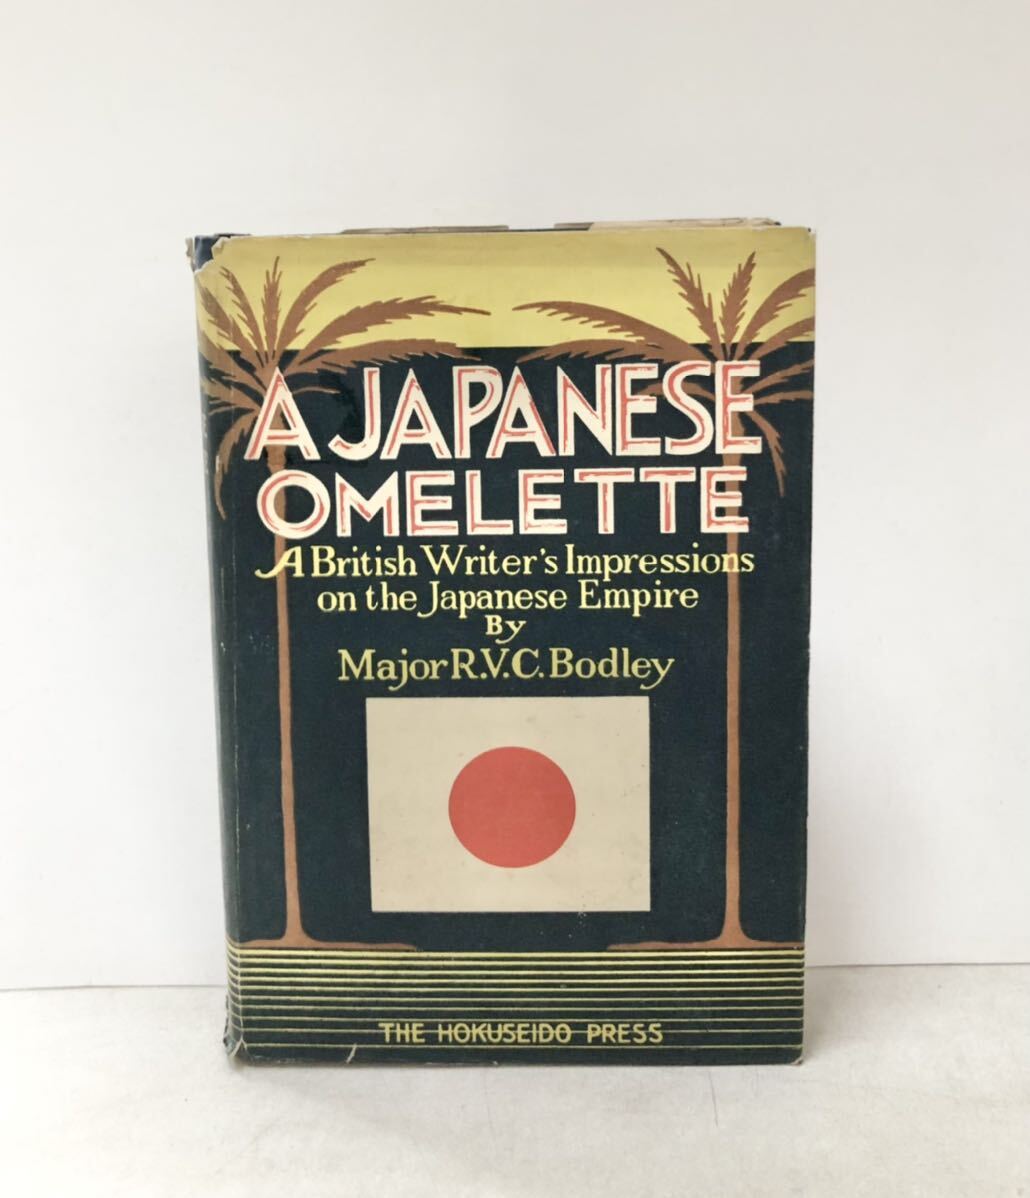 A JAPANESE
OMELETTE
A British Writer's Impressions
on the Japanese Empire
By
Major R.V.C. Bodley
THE HOKUSEIDO PRESS